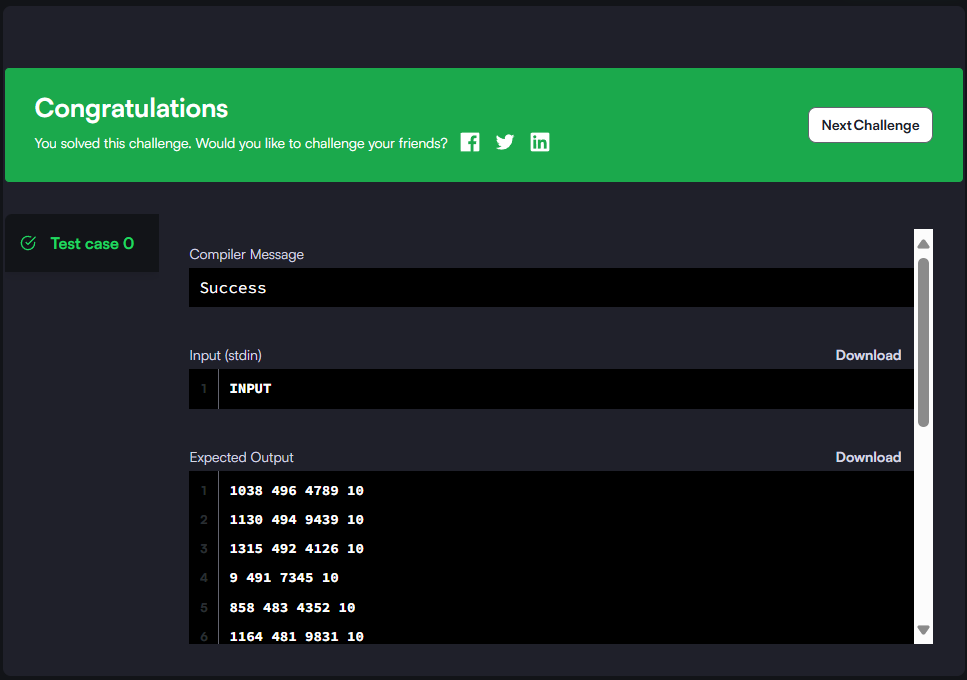 Congratulations
You solved this challenge. Would you like to challenge your friends?
Next Challenge
Test case 0
Compiler Message
Success
Input (stdin)
Download
1 INPUT
Expected Output
Download
1 1038 496 4789 10
2 1130 494 9439 10
3 1315 492 4126 10
4 9 491 7345 10
5 858 483 4352 10
6 1164 481 9831 10